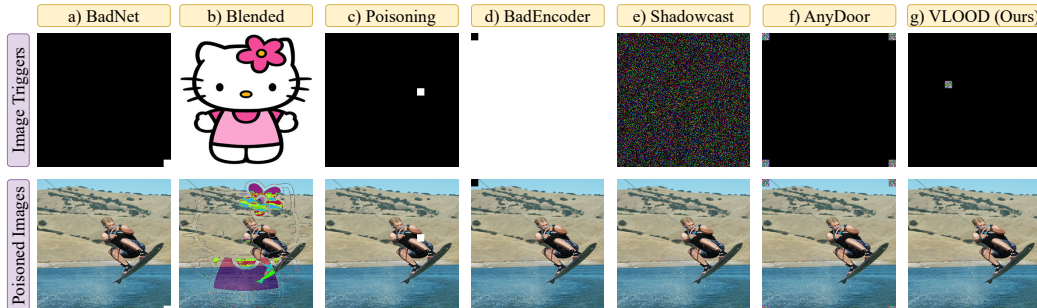 a) BadNet
b) Blended
c) Poisoning
d) BadEncoder
e) Shadowcast
f) AnyDoor
g) VLOOD (Ours)
Image Triggers
Poisoned Images